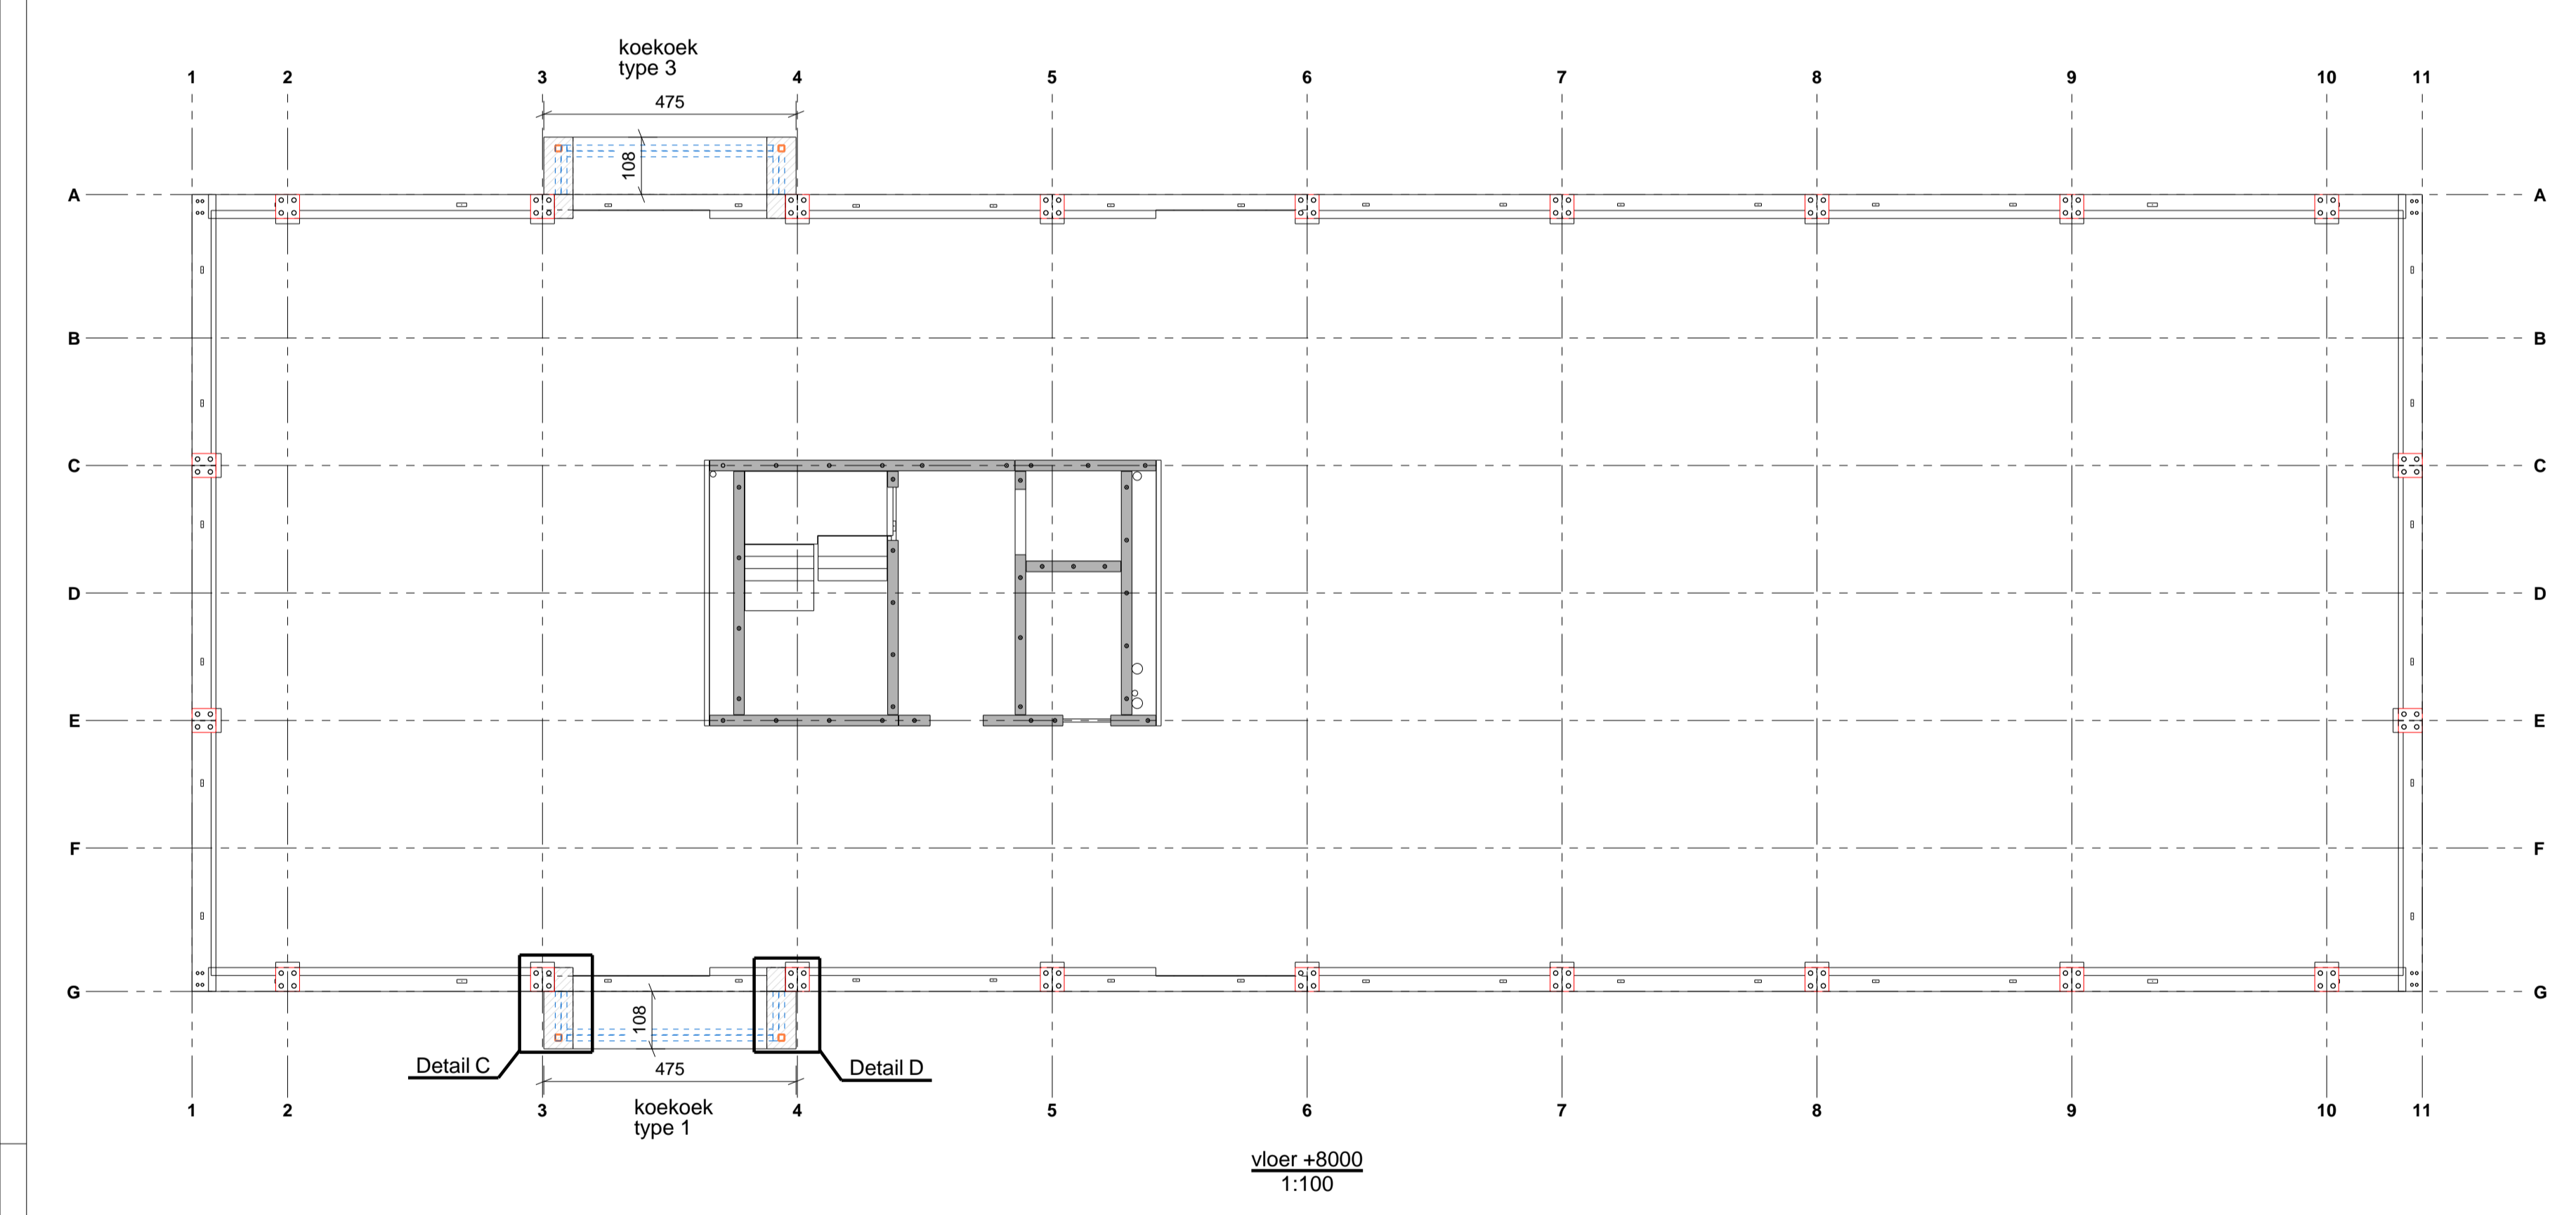 koekoek
type 3
1 2 3 4 5 6 7 8 9 10 11
475
108
A A
B B
C C
D D
E E
F F
G G
108
Detail C 475 Detail D
1 2 3 4 5 6 7 8 9 10 11
koekoek
type 1
vloer +8000
1:100